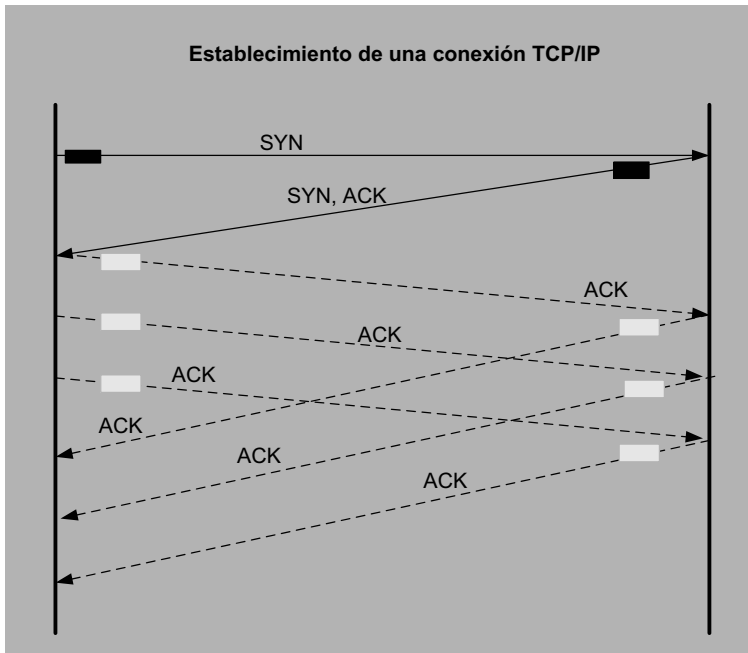 Establecimiento de una conexión TCP/IP
SYN
SYN, ACK
ACK
ACK
ACK
ACK
ACK
ACK